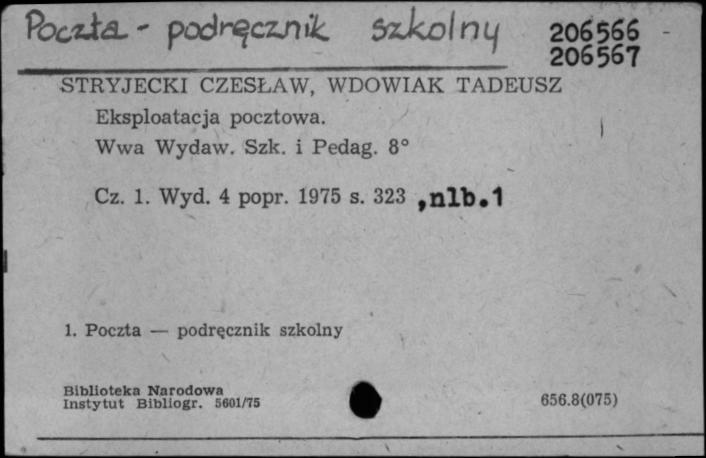 Poczta - podręcznik szkolny 206566
206567
STRYJECKI CZESŁAW, WDOWIAK TADEUSZ
Eksploatacja pocztowa.
Wwa Wydaw. Szk. i Pedag. 8°
Cz. 1. Wyd. 4 popr. 1975 s. 323 ,nlb.1
1. Poczta — podręcznik szkolny
Biblioteka Narodowa
Instytut Bibliogr. 5601/75 656.8(075)